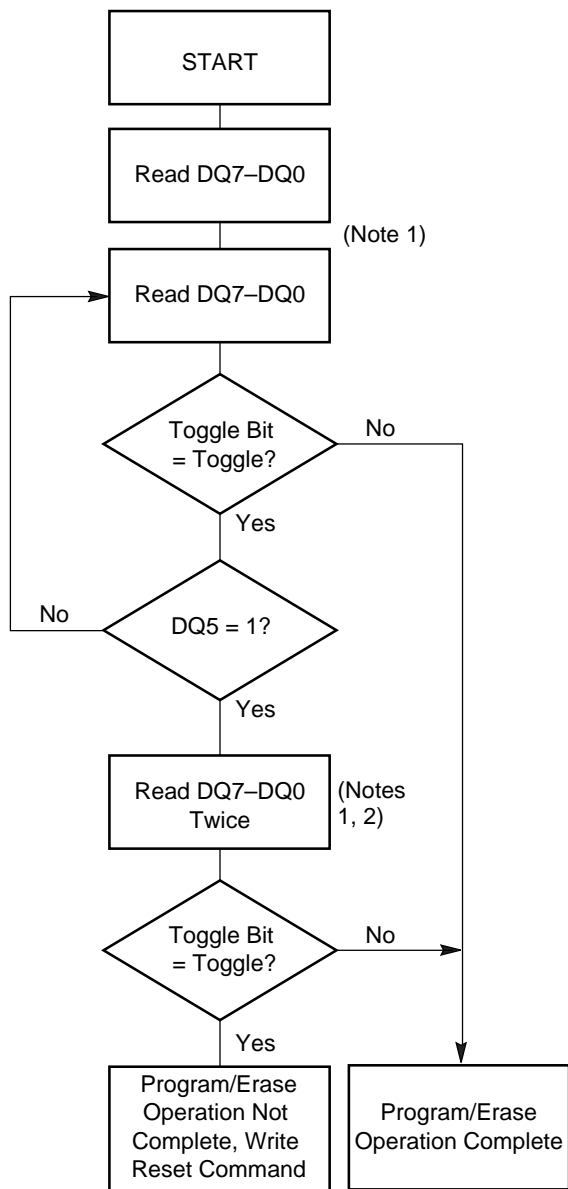 START
Read DQ7–DQ0
(Note 1)
Read DQ7–DQ0
Toggle Bit
= Toggle?
No
Yes
No
DQ5 = 1?
Yes
Read DQ7–DQ0
Twice
(Notes
1, 2)
Toggle Bit
= Toggle?
No
Yes
Program/Erase
Operation Not
Complete, Write
Reset Command
Program/Erase
Operation Complete